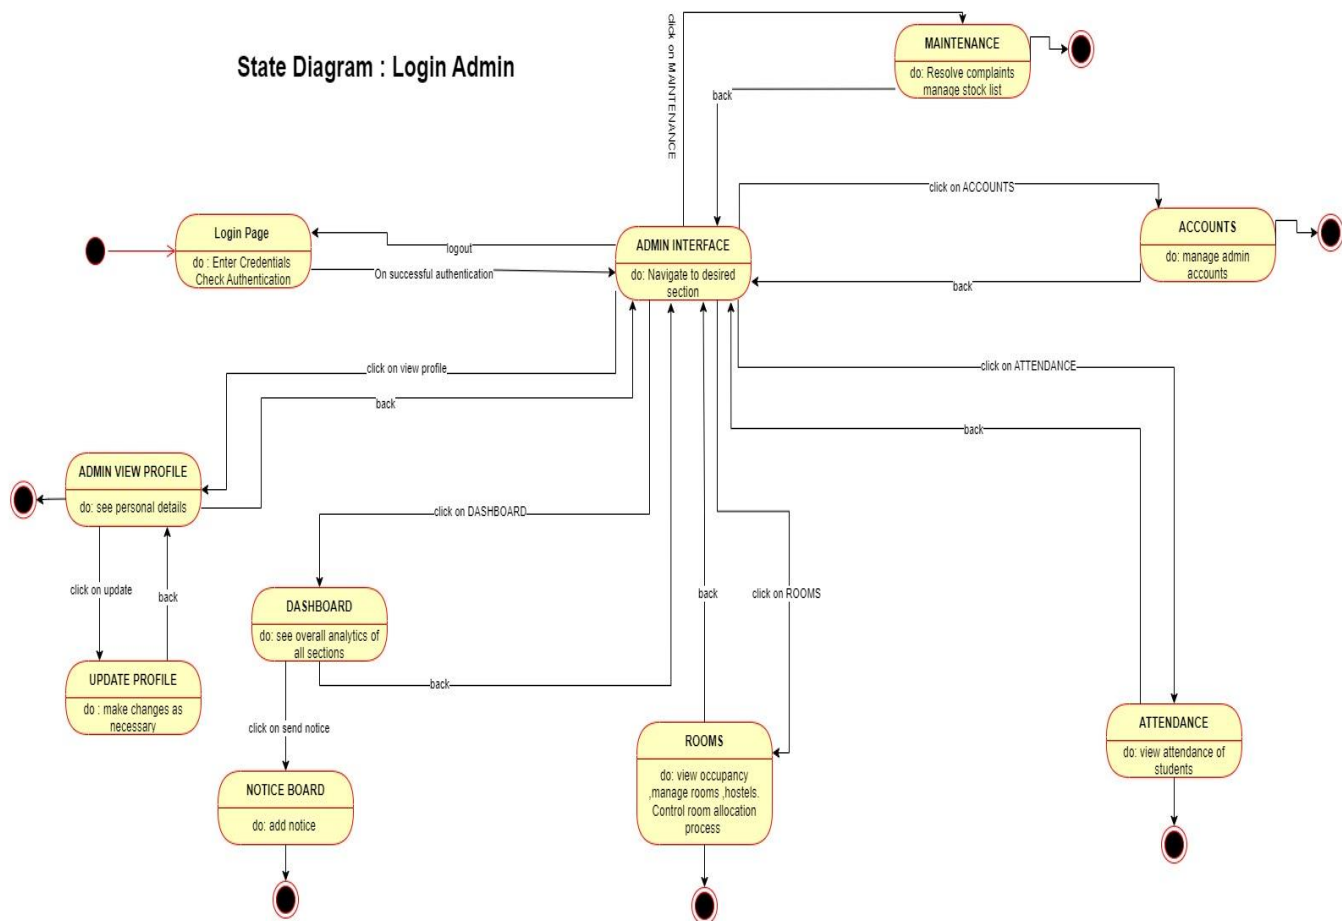 click on MAINTENANCE
MAINTENANCE
do: Resolve complaints
manage stock list
State Diagram : Login Admin
back
click on ACCOUNTS
ACCOUNTS
do: manage admin
accounts
back
Login Page
do : Enter Credentials
Check Authentication
logout
On successful authentication
ADMIN INTERFACE
do: Navigate to desired
section
click on view profile
back
click on ATTENDANCE
back
ADMIN VIEW PROFILE
do: see personal details
click on DASHBOARD
click on update
back
back
click on ROOMS
DASHBOARD
do: see overall analytics of
all sections
back
UPDATE PROFILE
do : make changes as
necessary
click on send notice
NOTICE BOARD
do: add notice
ROOMS
do: view occupancy
,manage rooms ,hostels.
Control room allocation
process
ATTENDANCE
do: view attendance of
students